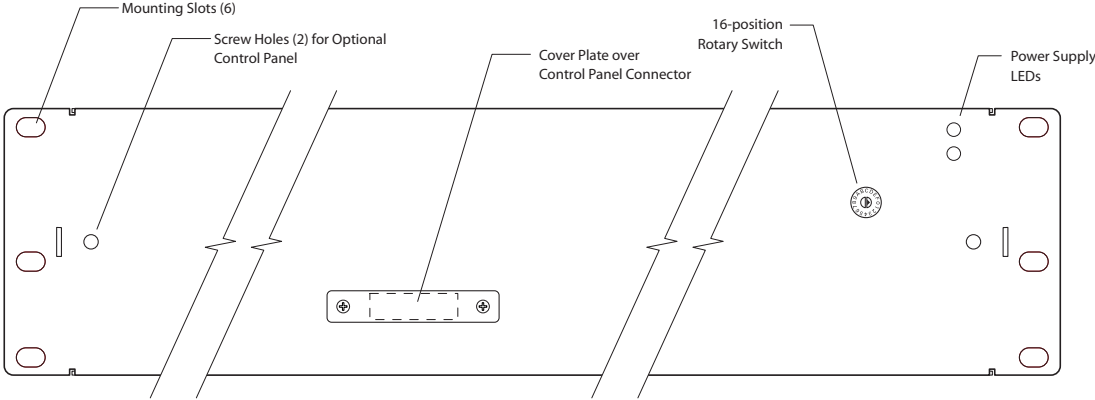 Mounting Slots (6)
Screw Holes (2) for Optional
Control Panel
Cover Plate over
Control Panel Connector
16-position
Rotary Switch
Power Supply
LEDs